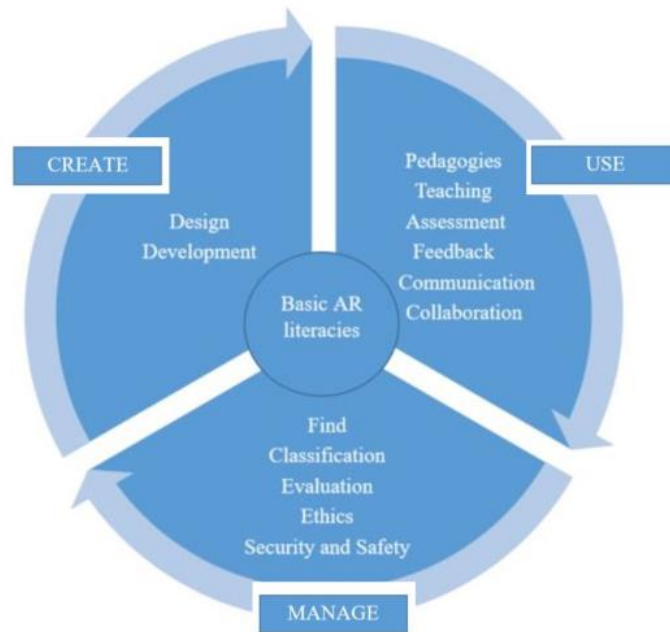 CREATE
Design
Development
USE
Pedagogies
Teaching
Assessment
Feedback
Communication
Collaboration
Basic AR
literacies
Find
Classification
Evaluation
Ethics
Security and Safety
MANAGE